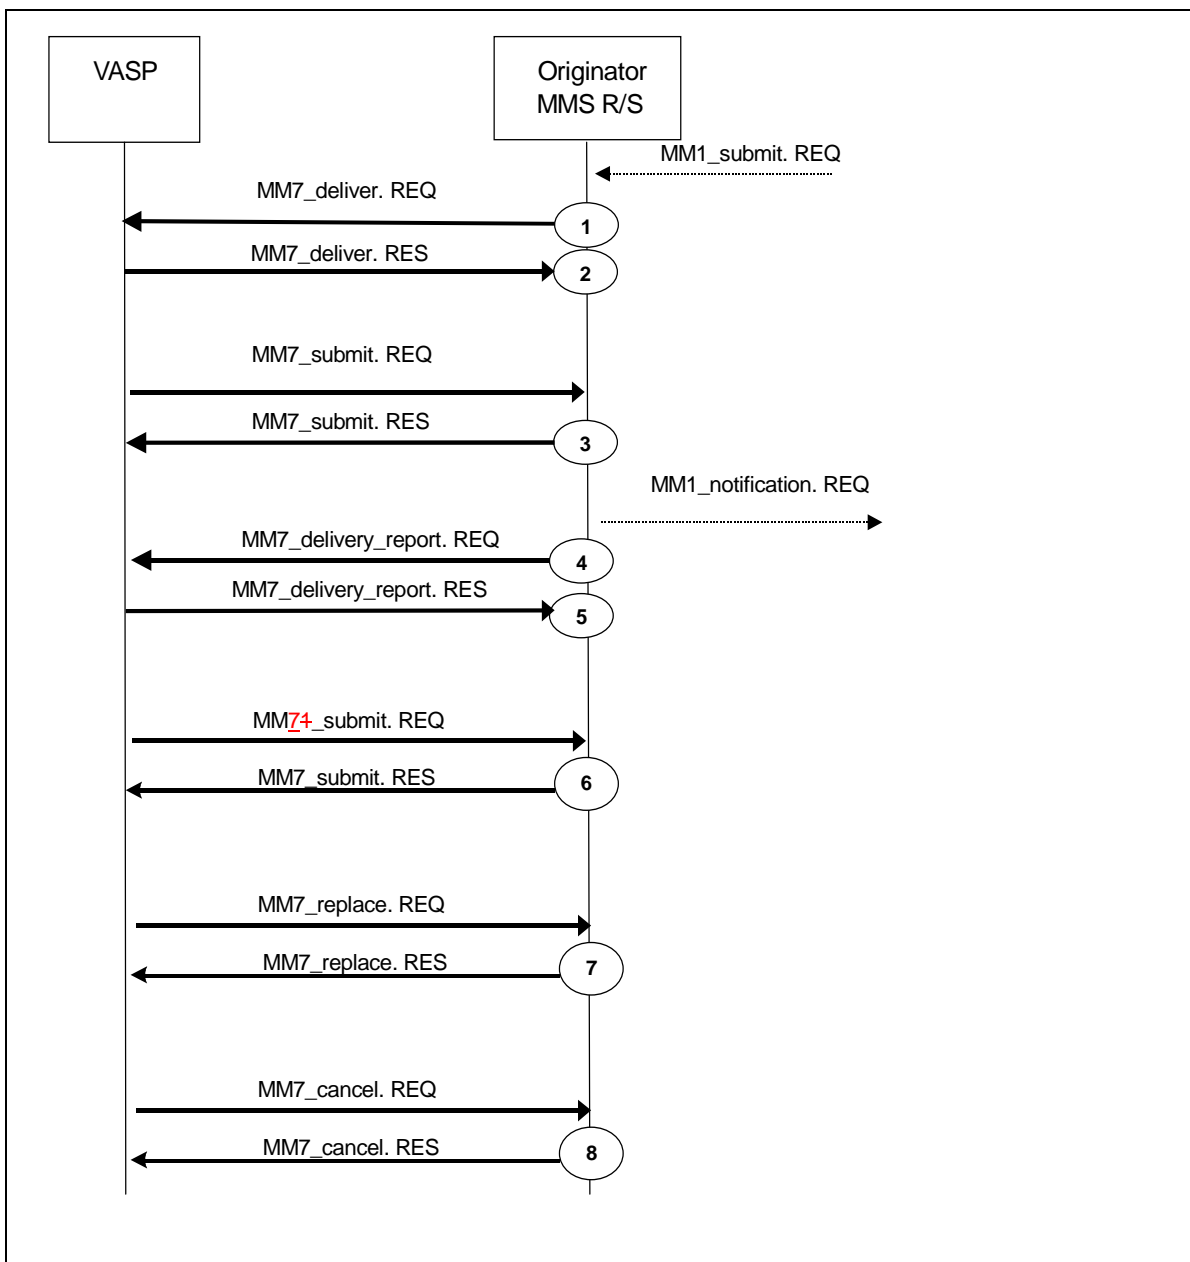 VASP
Originator
MMS R/S
MM1_submit. REQ
MM7_deliver. REQ
1
MM7_deliver. RES
2
MM7_submit. REQ
MM7_submit. RES
3
MM1_notification. REQ
MM7_delivery_report. REQ
4
MM7_delivery_report. RES
5
MM71_submit. REQ
MM7_submit. RES
6
MM7_replace. REQ
MM7_replace. RES
7
MM7_cancel. REQ
MM7_cancel. RES
8